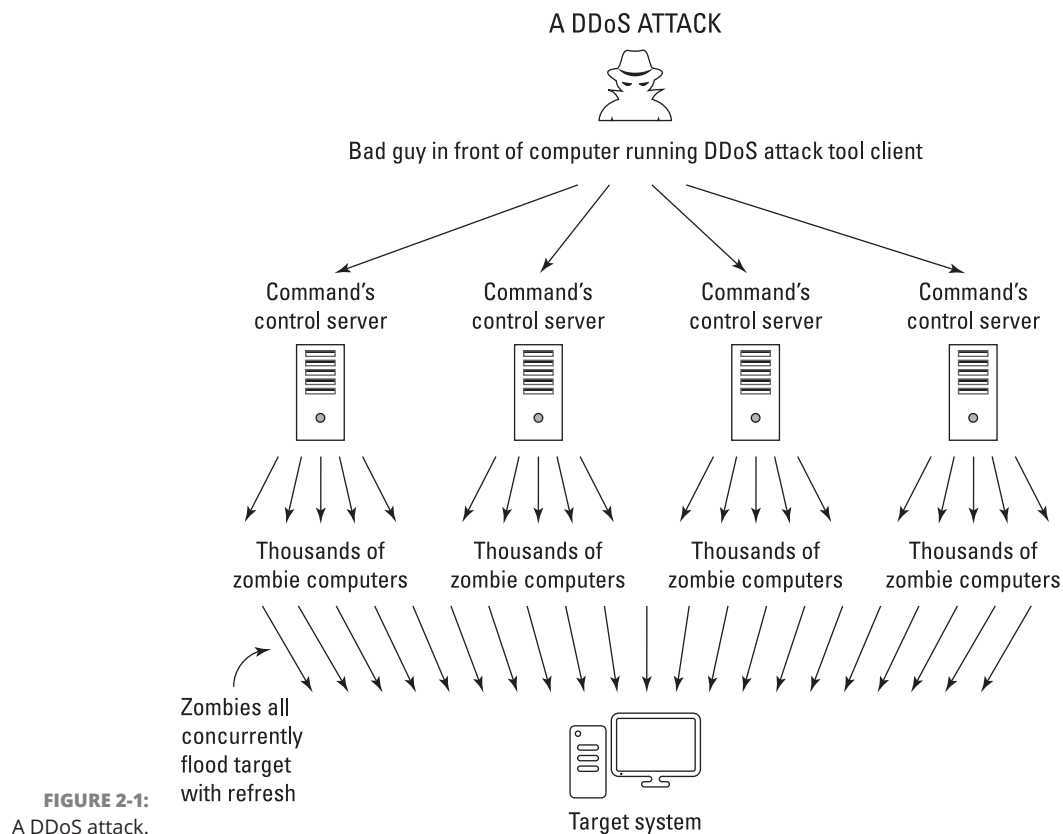 A DDoS ATTACK
Bad guy in front of computer running DDoS attack tool client
Command's
control server
Command's
control server
Command's
control server
Command's
control server
Thousands of
zombie computers
Thousands of
zombie computers
Thousands of
zombie computers
Thousands of
zombie computers
Zombies all
concurrently
flood target
with refresh
Target system
FIGURE 2-1:
A DDoS attack.